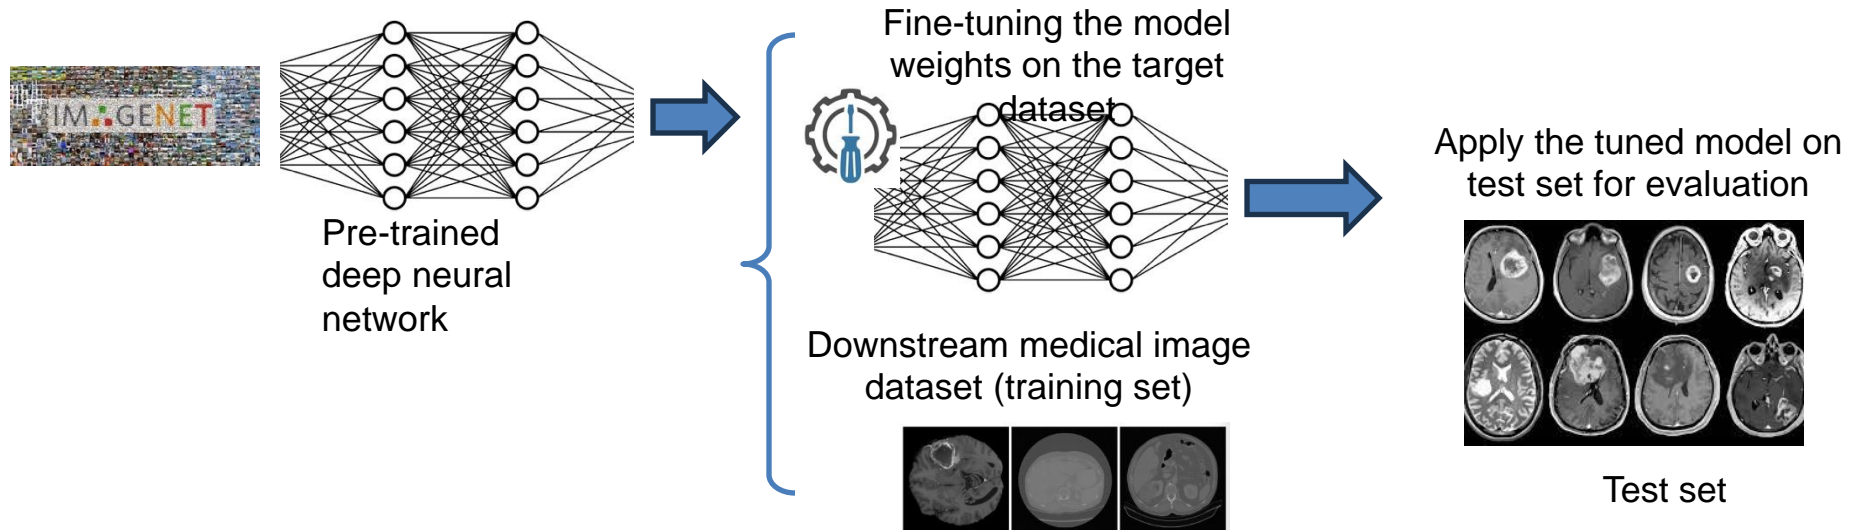 IMAGENET
Pre-trained
deep neural
network
Fine-tuning the model
weights on the target
dataset
Downstream medical image
dataset (training set)
Apply the tuned model on
test set for evaluation
Test set